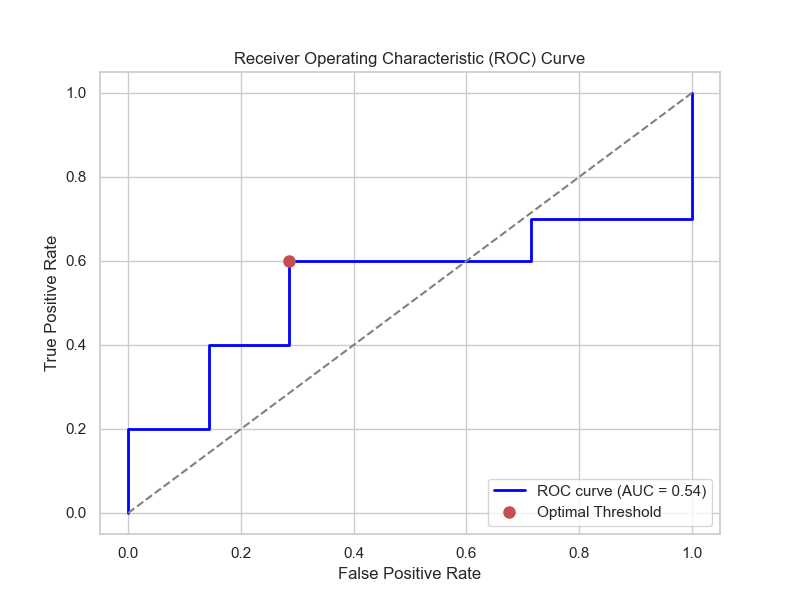 Receiver Operating Characteristic (ROC) Curve
True Positive Rate
1.0
0.8
0.6
0.4
0.2
0.0
ROC curve (AUC = 0.54)
Optimal Threshold
0.0 0.2 0.4 0.6 0.8 1.0
False Positive Rate